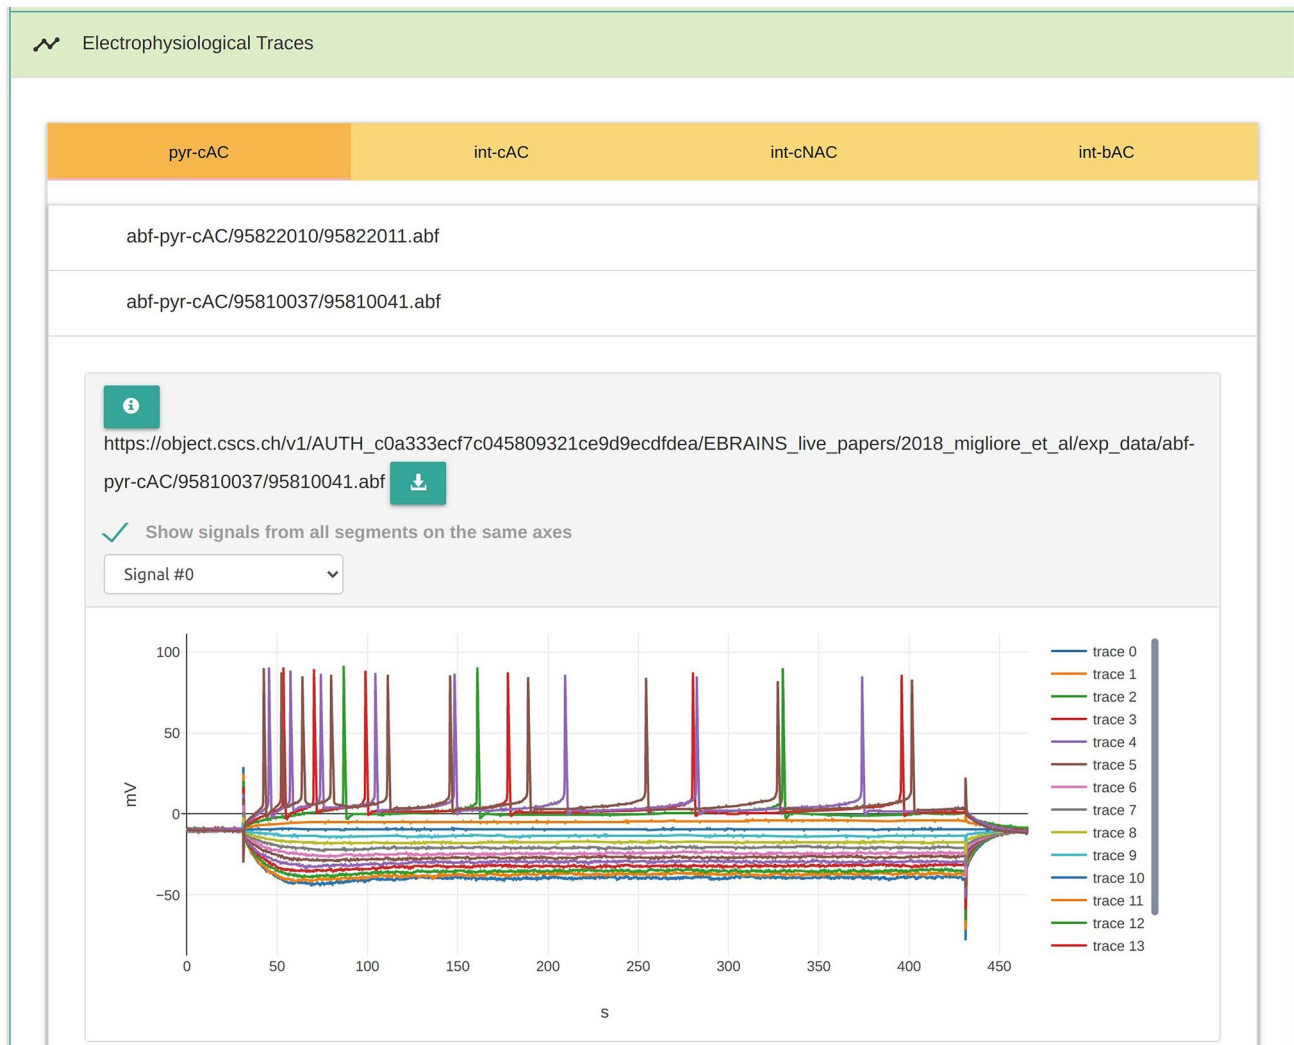 Electrophysiological Traces
pyr-cAC int-cAC int-cNAC int-bAC
abf-pyr-cAC/95822010/95822011.abf
abf-pyr-cAC/95810037/95810041.abf
https://object.cscs.ch/v1/AUTH_c0a333ecf7c045809321ce9d9ecdfdea/EBRAINS_live_papers/2018_migliore_et_al/exp_data/abf-
pyr-cAC/95810037/95810041.abf
Show signals from all segments on the same axes
Signal #0
100
50
0
−50
mV
0 50 100 150 200 250 300 350 400 450
s
trace 0
trace 1
trace 2
trace 3
trace 4
trace 5
trace 6
trace 7
trace 8
trace 9
trace 10
trace 11
trace 12
trace 13